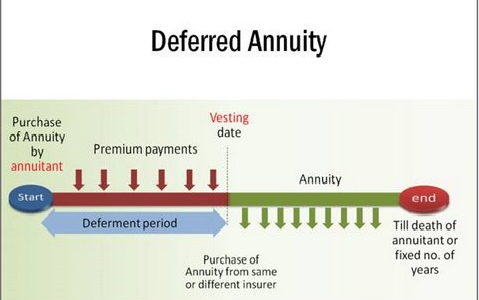 Deferred Annuity
Purchase
of Annuity
by
annuitant
Premium payments
Vesting
date
Annuity
Start
end
Deferment period
Till death of
annuitant or
fixed no. of
years
Purchase of
Annuity from same
or different insurer